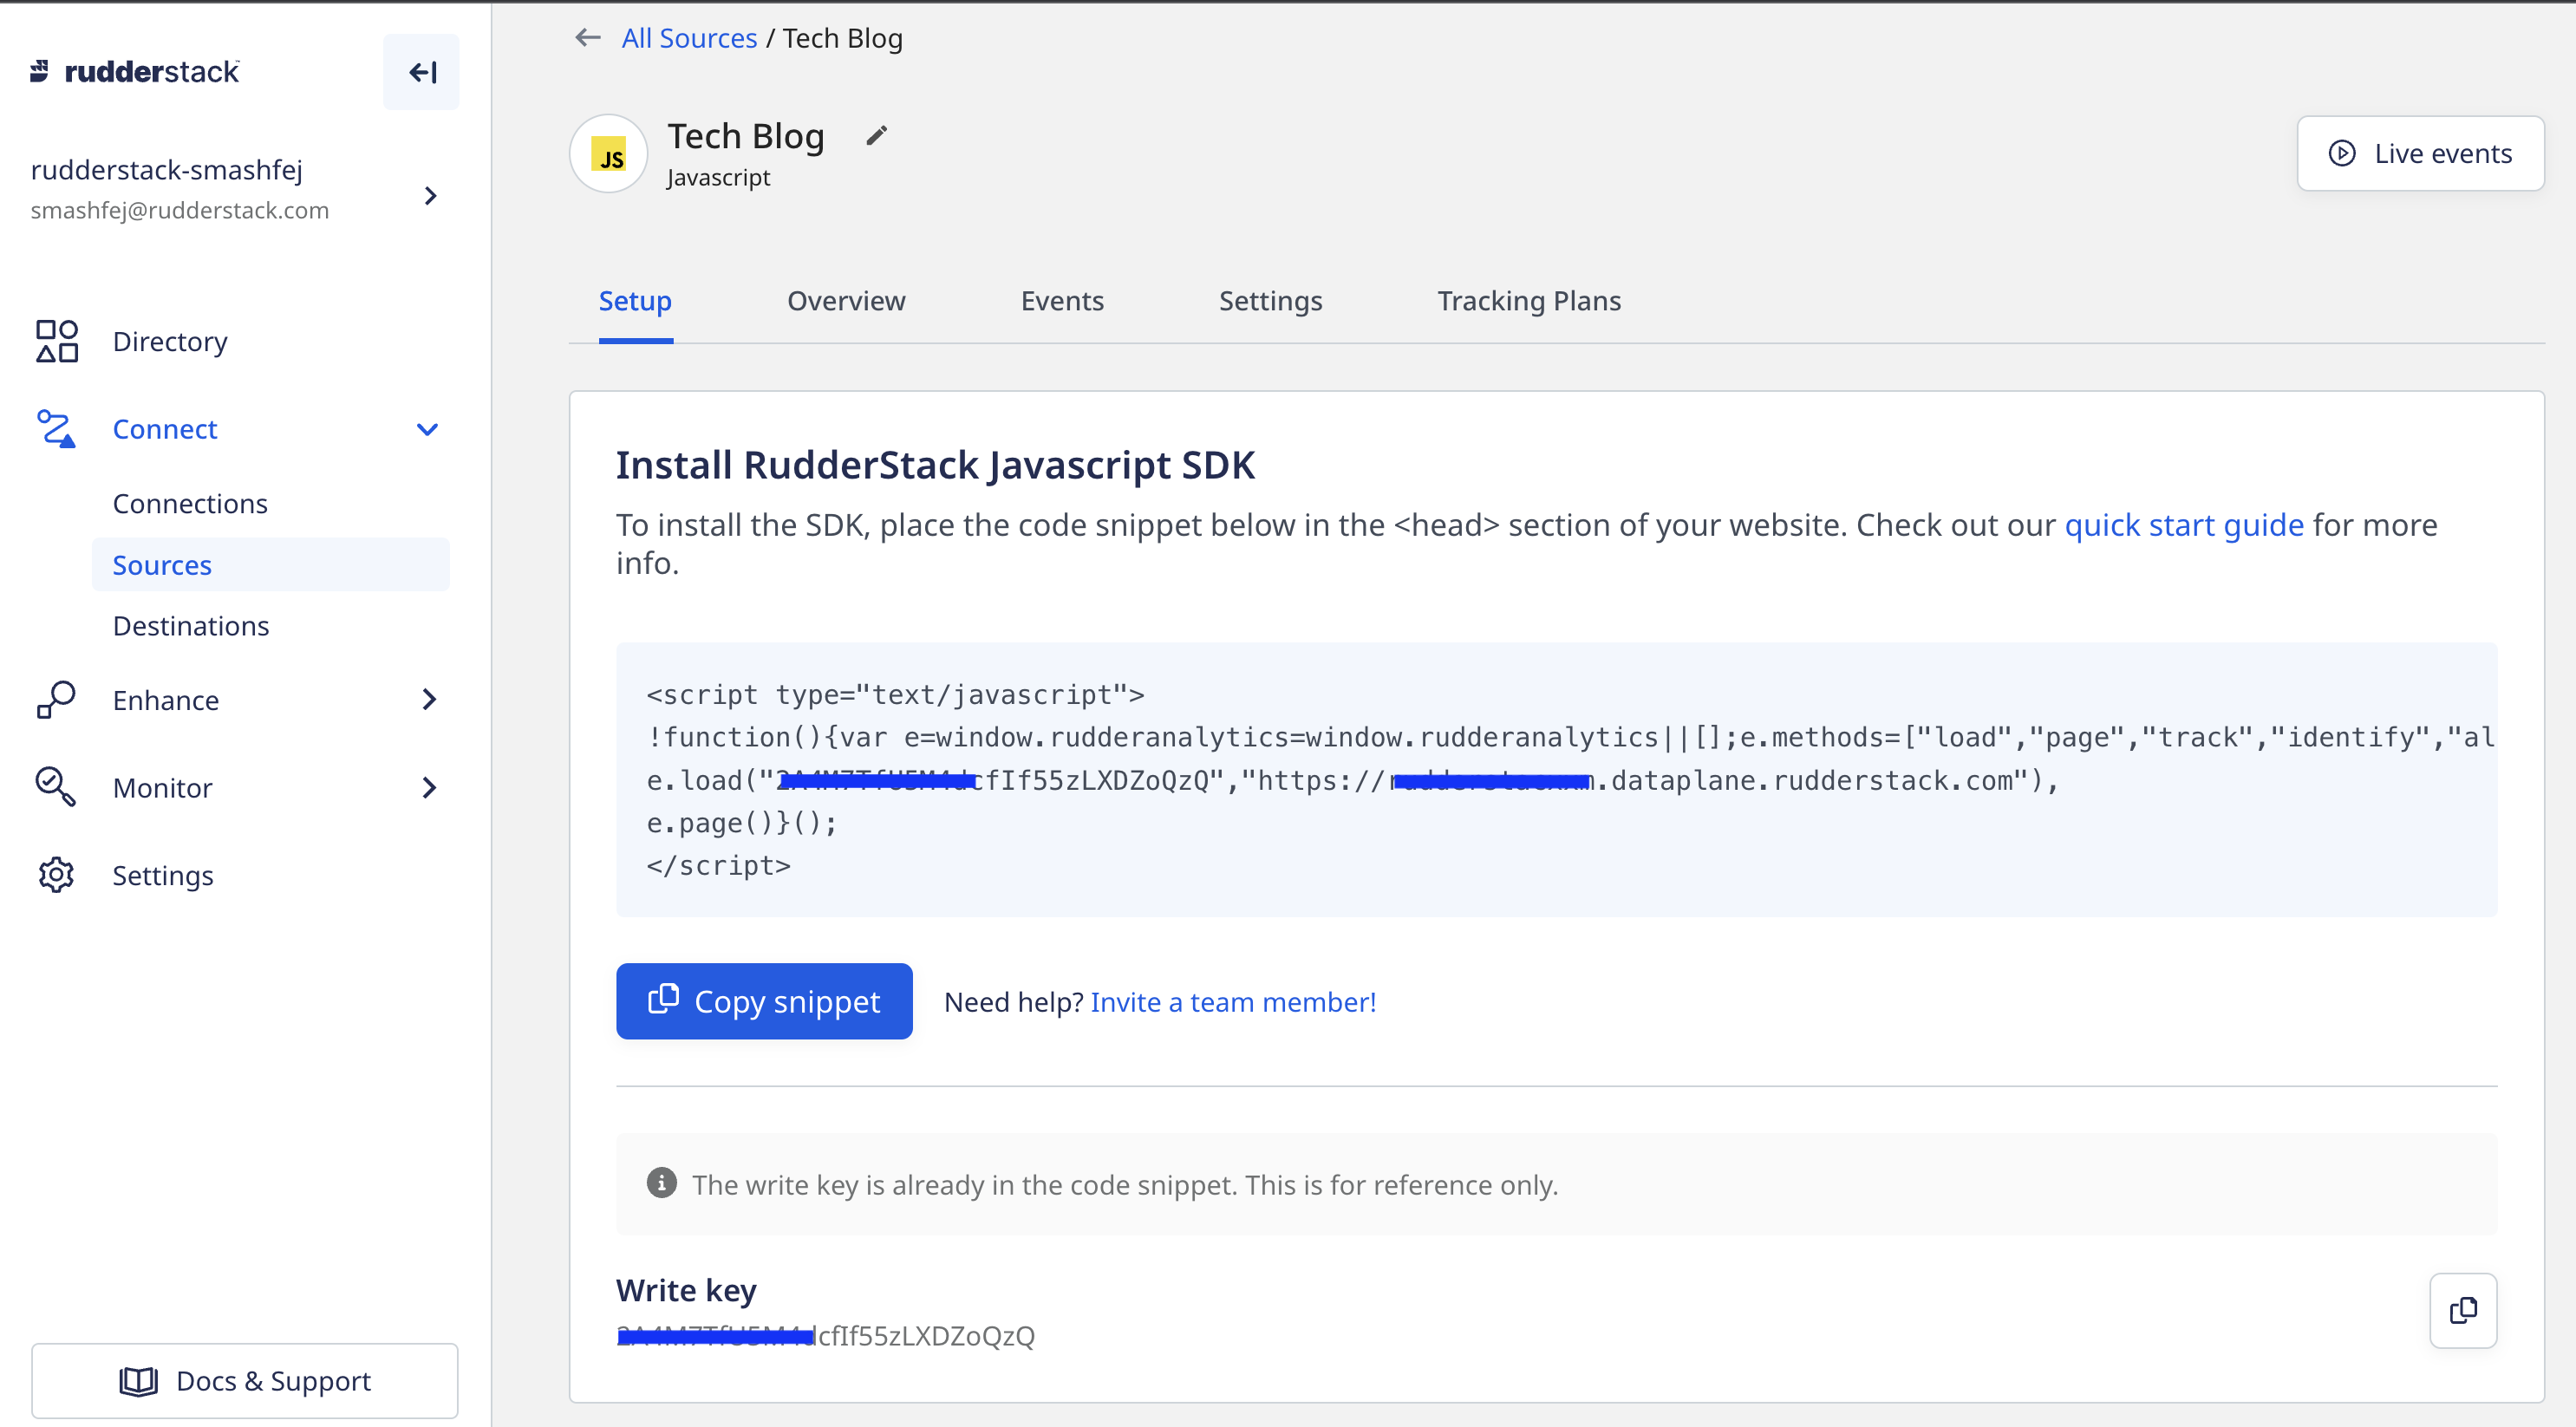 rudderstack
rudderstack-smashfej
smashfej@rudderstack.com
Directory
Connect
Connections
Sources
Destinations
Enhance
Monitor
Settings
Docs & Support
All Sources / Tech Blog
JS
Tech Blog
Javascript
Live events
Setup
Overview
Events
Settings
Tracking Plans
Install RudderStack Javascript SDK
To install the SDK, place the code snippet below in the <head> section of your website. Check out our quick start guide for more
info.
<script type="text/javascript">
!function(){var e=window.rudderanalytics=window.rudderanalytics||[];e.methods=["load","page","track","identify","al
e.load("cfIf55zLXDZoQzQ","https://.dataplane.rudderstack.com"),
e.page()}();
</script>
Copy snippet
Need help? Invite a team member!
The write key is already in the code snippet. This is for reference only.
Write key
cfIf55zLXDZoQzQ